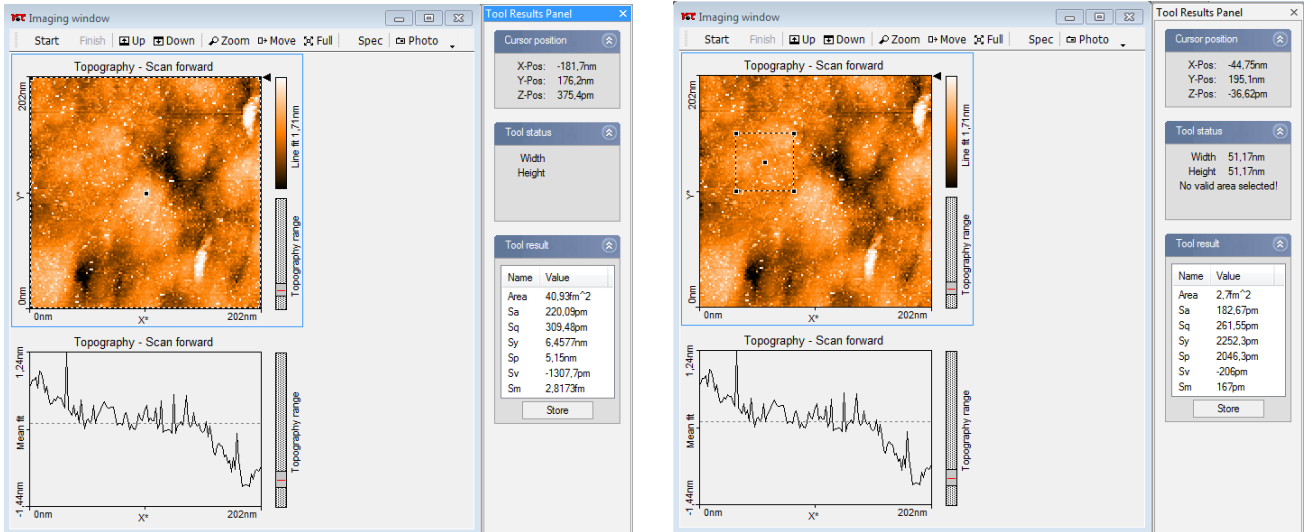 Imaging window
Start Finish Up Down Zoom Move Full Spec Photo
Topography - Scan forward
202nm
Y*
0nm
0nm X* 202nm
Line fit 1,71nm
Topography range
Topography - Scan forward
1,24nm
Mean fit
-1,44nm
0nm X* 202nm
Topography range
Tool Results Panel
Cursor position
X-Pos: -181,7nm
Y-Pos: 176,2nm
Z-Pos: 375,4pm
Tool status
Width
Height
Tool result
Name Value
Area 40,93fm^2
Sa 220,09pm
Sq 309,48pm
Sy 6,4577nm
Sp 5,15nm
Sv -1307,7pm
Sm 2,8173fm
Store
Imaging window
Start Finish Up Down Zoom Move Full Spec Photo
Topography - Scan forward
202nm
Y*
0nm
0nm X* 202nm
Line fit 1,71nm
Topography range
Topography - Scan forward
1,24nm
Mean fit
-1,44nm
0nm X* 202nm
Topography range
Tool Results Panel
Cursor position
X-Pos: -44,75nm
Y-Pos: 195,1nm
Z-Pos: -36,62pm
Tool status
Width 51,17nm
Height 51,17nm
No valid area selected!
Tool result
Name Value
Area 2,7fm^2
Sa 182,67pm
Sq 261,55pm
Sy 2252,3pm
Sp 2046,3pm
Sv -206pm
Sm 167pm
Store